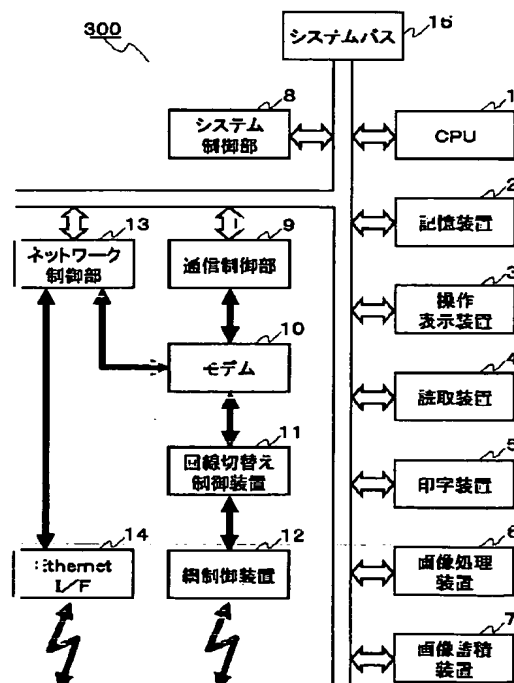 300
システムバス
15
8
システム
制御部
1
CPU
2
記憶装置
13
ネットワーク
制御部
9
通信制御部
3
操作
表示装置
10
モデム
4
読取装置
11
回線切替え
制御装置
5
印字装置
14
Ethernet
I/F
12
網制御装置
6
画像処理
装置
7
画像蓄積
装置